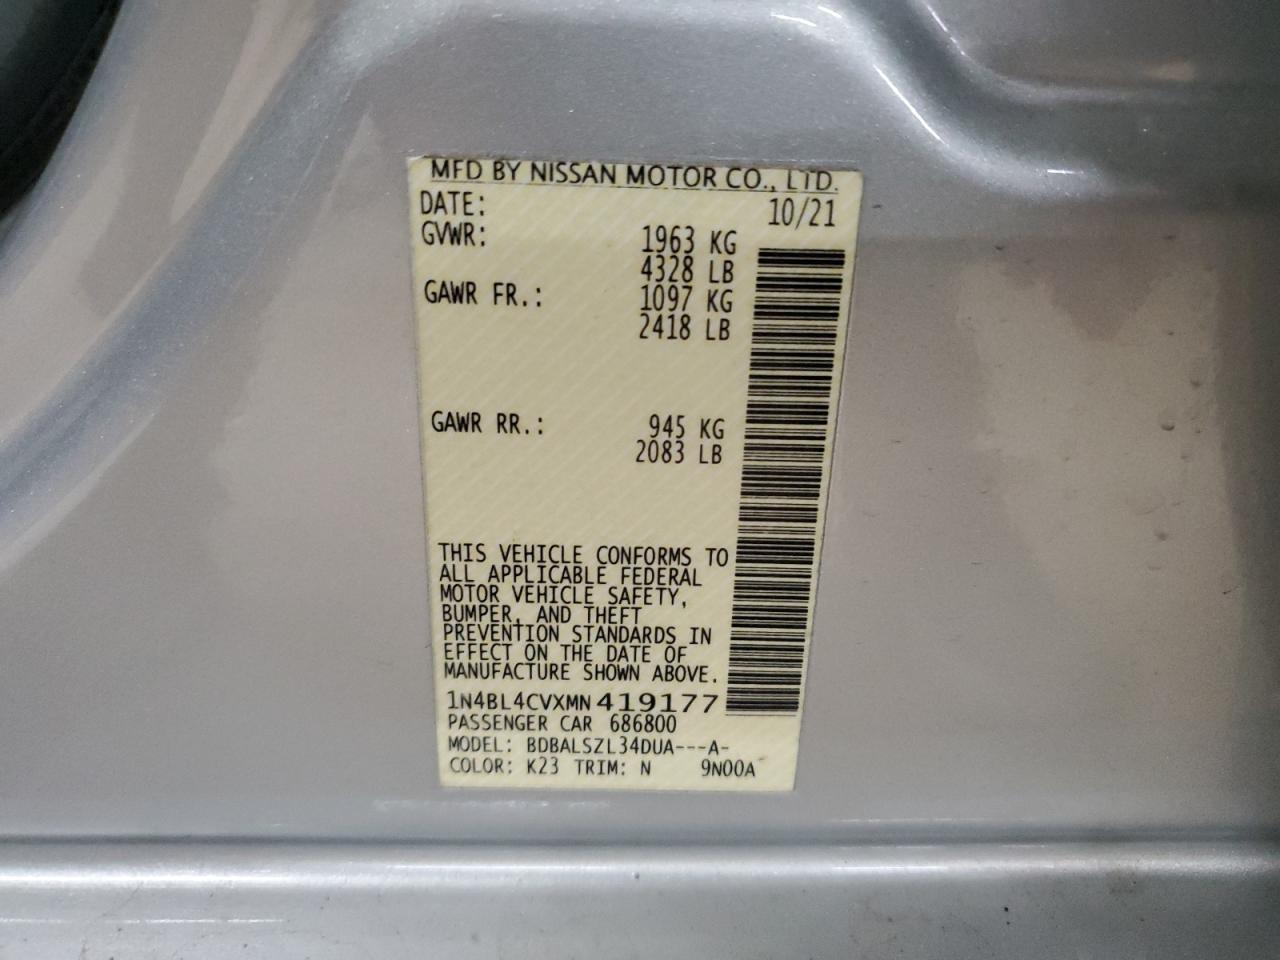 MFD BY NISSAN MOTOR CO., LTD.
DATE: 10/21
GVWR: 1963 KG
4328 LB
GAWR FR.: 1097 KG
2418 LB
GAWR RR.: 945 KG
2083 LB
THIS VEHICLE CONFORMS TO
ALL APPLICABLE FEDERAL
MOTOR VEHICLE SAFETY,
BUMPER, AND THEFT
PREVENTION STANDARDS IN
EFFECT ON THE DATE OF
MANUFACTURE SHOWN ABOVE.
1N4BL4CVXMN419177
PASSENGER CAR 686800
MODEL: BDBALSZL34DUA---A-
COLOR: K23 TRIM: N 9N00A